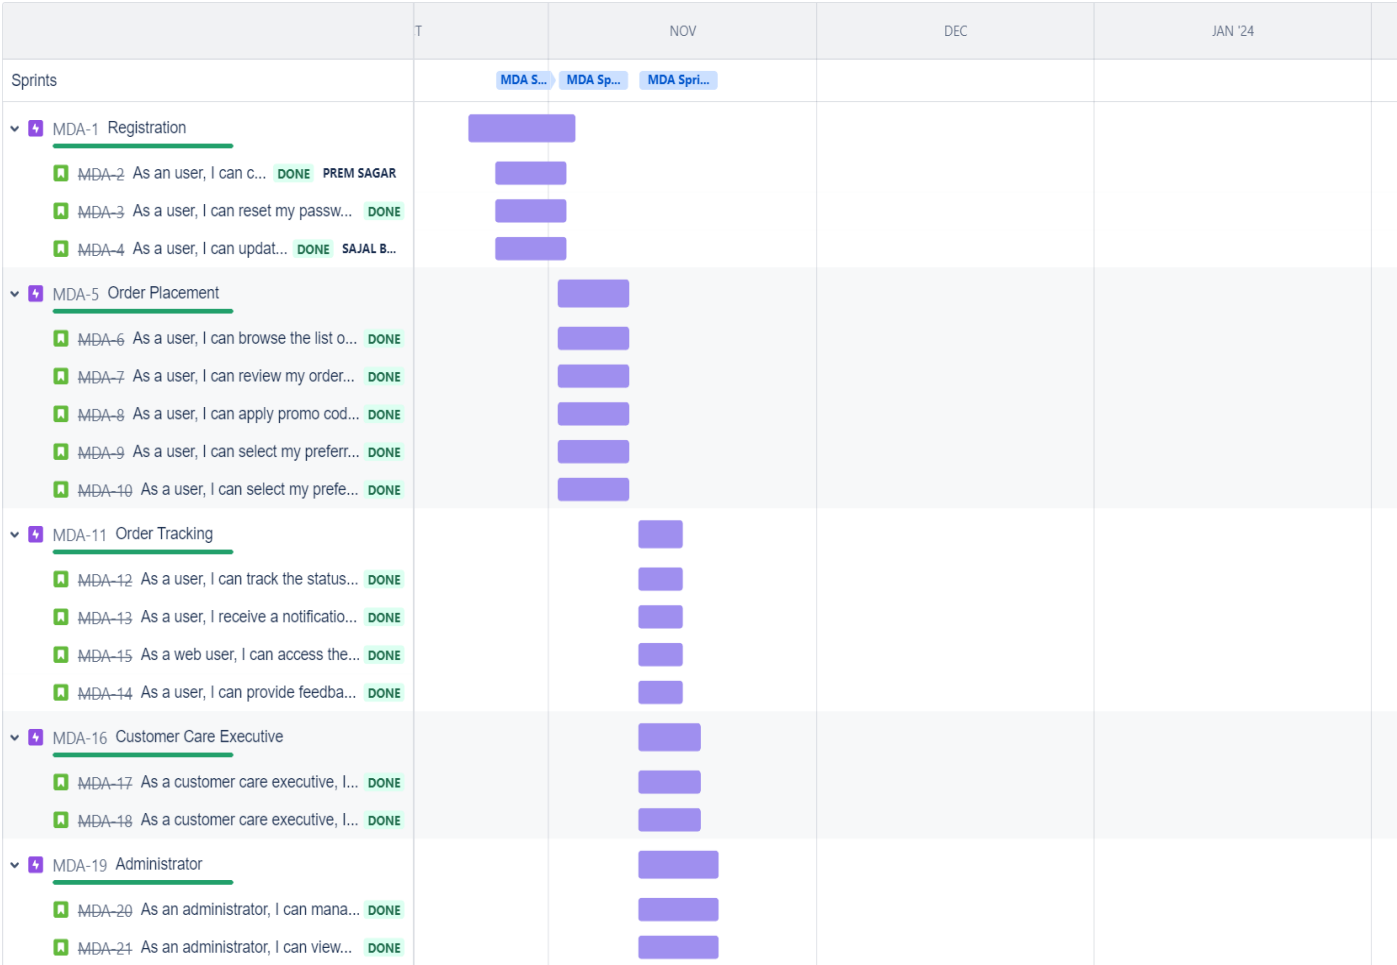 T NOV DEC JAN '24
Sprints MDA S... MDA Sp... MDA Spri...
MDA-1 Registration
MDA-2 As an user, I can c... DONE PREM SAGAR
MDA-3 As a user, I can reset my passw... DONE
MDA-4 As a user, I can updat... DONE SAJAL B...
MDA-5 Order Placement
MDA-6 As a user, I can browse the list o... DONE
MDA-7 As a user, I can review my order... DONE
MDA-8 As a user, I can apply promo cod... DONE
MDA-9 As a user, I can select my preferr... DONE
MDA-10 As a user, I can select my prefe... DONE
MDA-11 Order Tracking
MDA-12 As a user, I can track the status... DONE
MDA-13 As a user, I receive a notificatio... DONE
MDA-15 As a web user, I can access the... DONE
MDA-14 As a user, I can provide feedba... DONE
MDA-16 Customer Care Executive
MDA-17 As a customer care executive, I... DONE
MDA-18 As a customer care executive, I... DONE
MDA-19 Administrator
MDA-20 As an administrator, I can mana... DONE
MDA-21 As an administrator, I can view... DONE